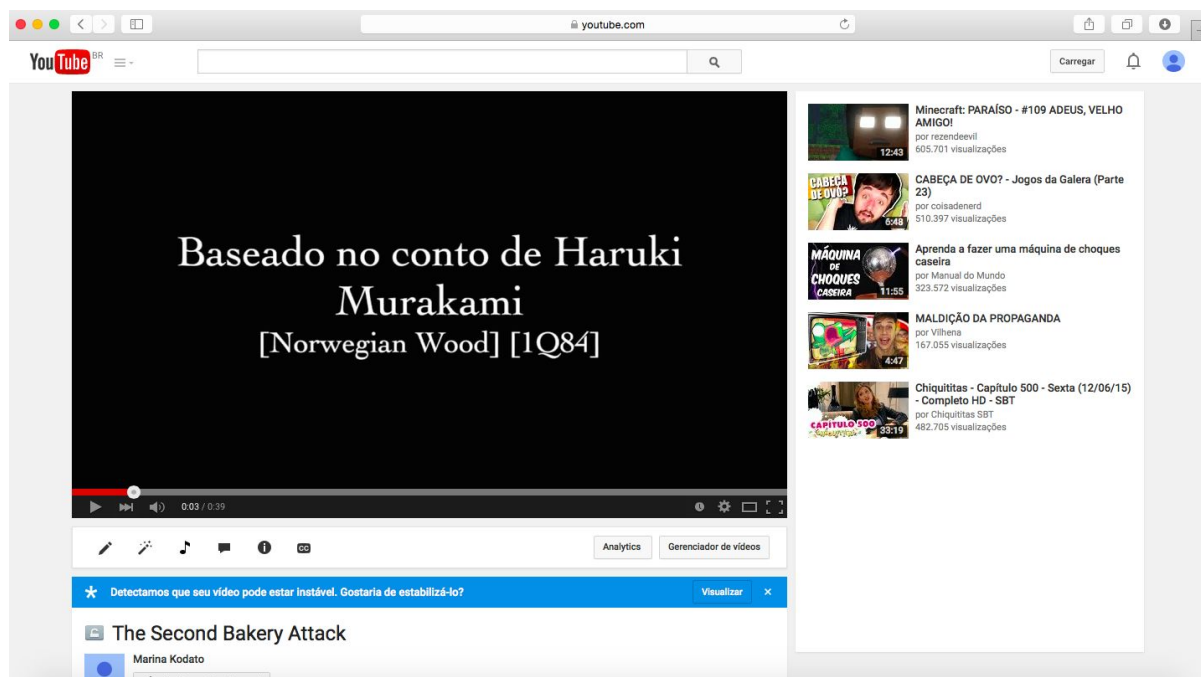 youtube.com
YouTube BR
Carregar
Baseado no conto de Haruki
Murakami
[Norwegian Wood] [1Q84]
0:03 / 0:39
CC
Analytics
Gerenciador de vídeos
Detectamos que seu vídeo pode estar instável. Gostaria de estabilizá-lo?
Visualizar
The Second Bakery Attack
Marina Kodato
12:43
Minecraft: PARAÍSO - #109 ADEUS, VELHO
AMIGO!
por rezendeevil
605.701 visualizações
CABEÇA
DE OVO?
6:48
CABEÇA DE OVO? - Jogos da Galera (Parte
23)
por coisadenerd
510.397 visualizações
MÁQUINA
DE
CHOQUES
CASEIRA
11:55
Aprenda a fazer uma máquina de choques
caseira
por Manual do Mundo
323.572 visualizações
4:47
MALDIÇÃO DA PROPAGANDA
por Vilhena
167.055 visualizações
CAPÍTULO 500
33:19
Chiquititas - Capítulo 500 - Sexta (12/06/15)
- Completo HD - SBT
por Chiquititas SBT
482.705 visualizações